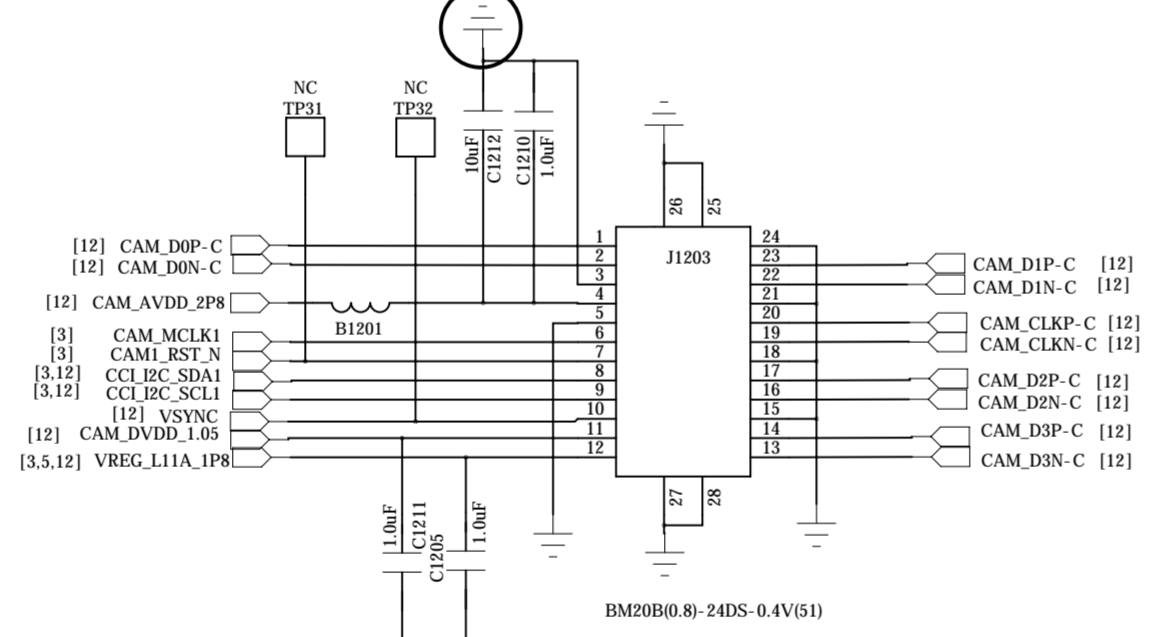 NC
TP31
NC
TP32
10uF
C1212
C1210
1.0uF
26
25
[12] CAM_D0P-C
[12] CAM_D0N-C
[12] CAM_AVDD_2P8
B1201
[3] CAM_MCLK1
[3] CAM1_RST_N
[3,12] CCI_I2C_SDA1
[3,12] CCI_I2C_SCL1
[12] VSYNC
[12] CAM_DVDD_1.05
[3,5,12] VREG_L11A_1P8
1
2
3
4
5
6
7
8
9
10
11
12
J1203
24
23
22
21
20
19
18
17
16
15
14
13
CAM_D1P-C [12]
CAM_D1N-C [12]
CAM_CLKP-C [12]
CAM_CLKN-C [12]
CAM_D2P-C [12]
CAM_D2N-C [12]
CAM_D3P-C [12]
CAM_D3N-C [12]
27
28
1.0uF
C1211
C1205
1.0uF
BM20B(0.8)-24DS-0.4V(51)